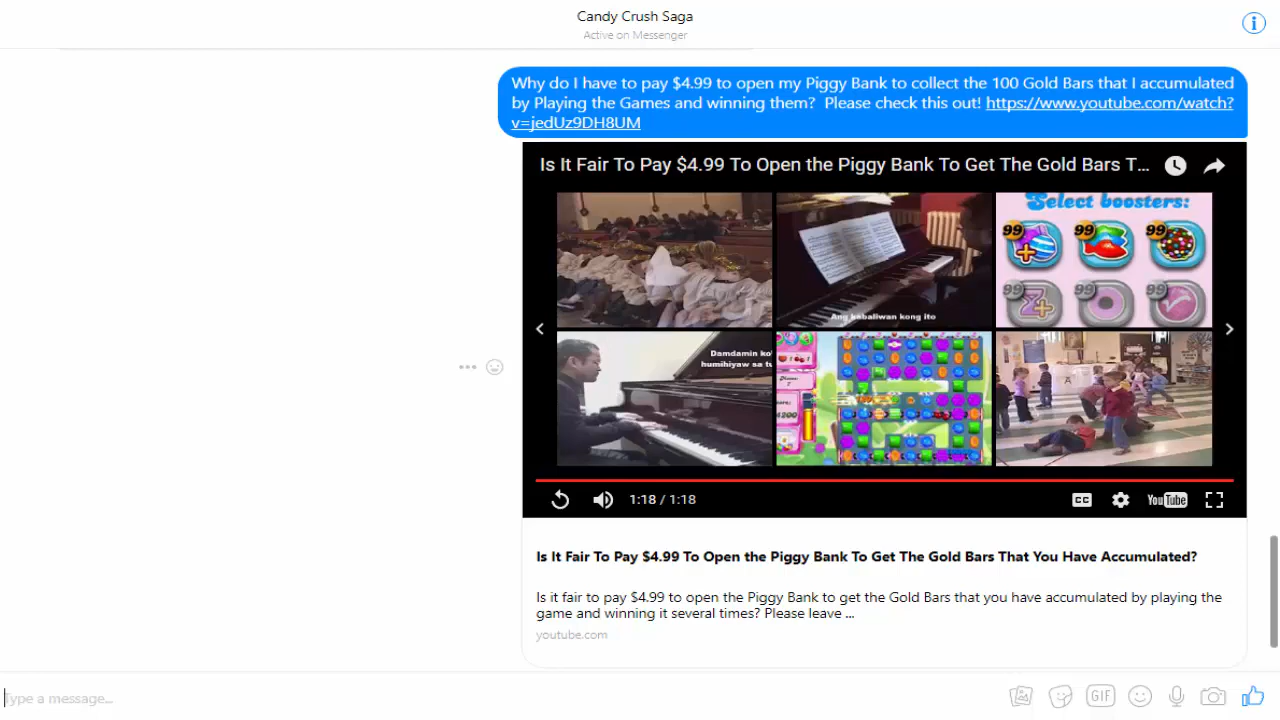 Candy Crush Saga
Active on Messenger
Why do I have to pay $4.99 to open my Piggy Bank to collect the 100 Gold Bars that I accumulated
by Playing the Games and winning them?  Please check this out! https://www.youtube.com/watch?
v=jedUz9DH8UM
Is It Fair To Pay $4.99 To Open the Piggy Bank To Get The Gold Bars T...
Select boosters:
99 99 99
99 99 99
Ang kabaliwan kong ito
Damdamin ko'
humihiyaw sa tu
4200
1:18 / 1:18
CC
YouTube
Is It Fair To Pay $4.99 To Open the Piggy Bank To Get The Gold Bars That You Have Accumulated?
Is it fair to pay $4.99 to open the Piggy Bank to get the Gold Bars that you have accumulated by playing the
game and winning it several times? Please leave ...
youtube.com
Type a message...
GIF